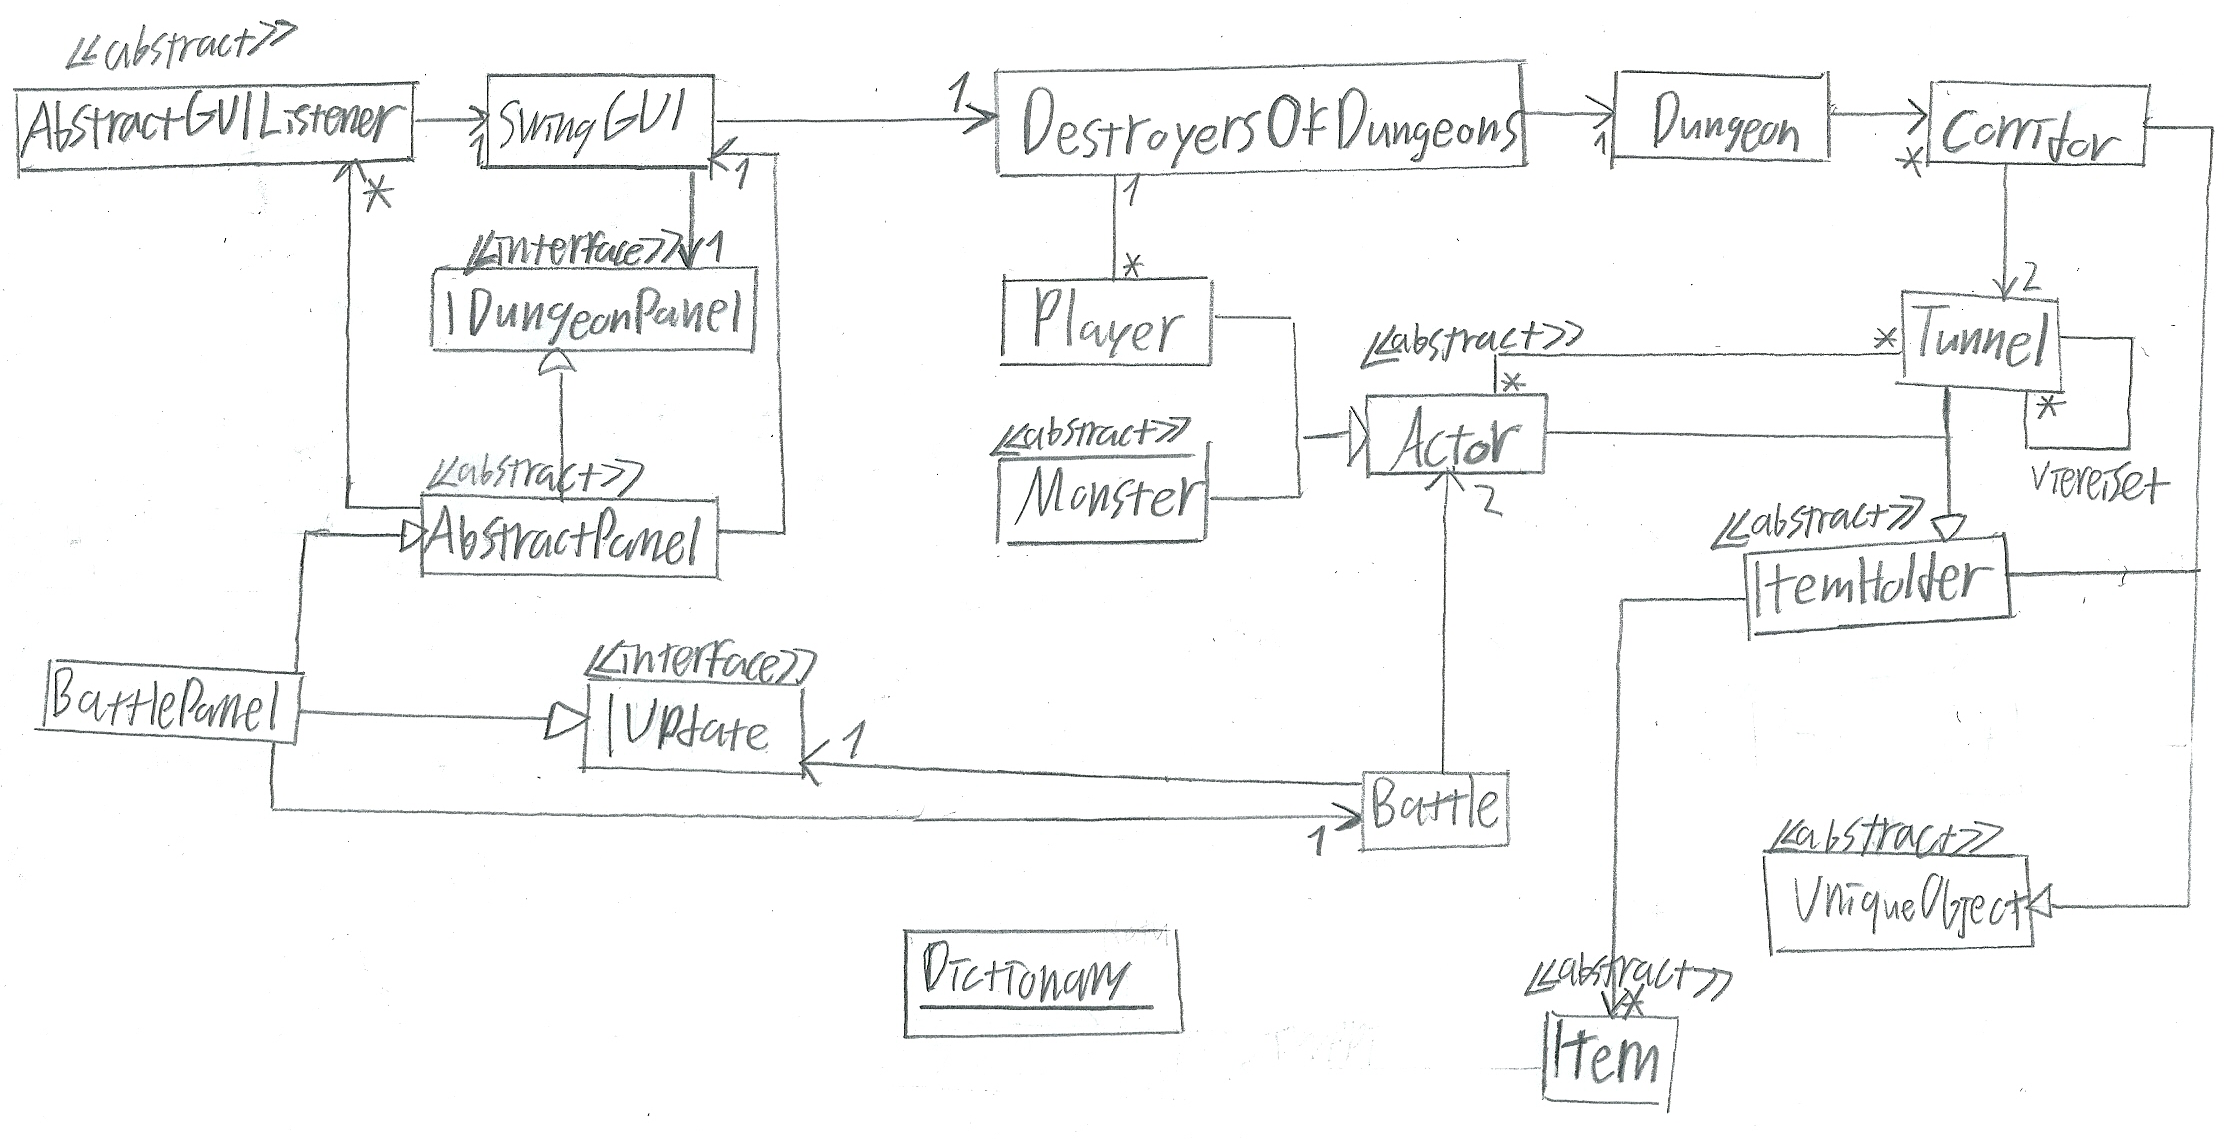 <<abstract>>
AbstractGUIListener
1
SwingGUI
1
1
DestroyersOfDungeons
1
Dungeon
*
Corridor
*
1
<<interface>> 1
IDungeonPanel
*
Player
2
Tunnel
*
viereiset
<<abstract>>
*
*
Actor
2
<<abstract>>
Monster
<<abstract>>
AbstractPanel
<<abstract>>
ItemHolder
BattlePanel
<<interface>>
IUpdate
1
Battle
1
<<abstract>>
UniqueObject
Dictionary
<<abstract>>
*
Item